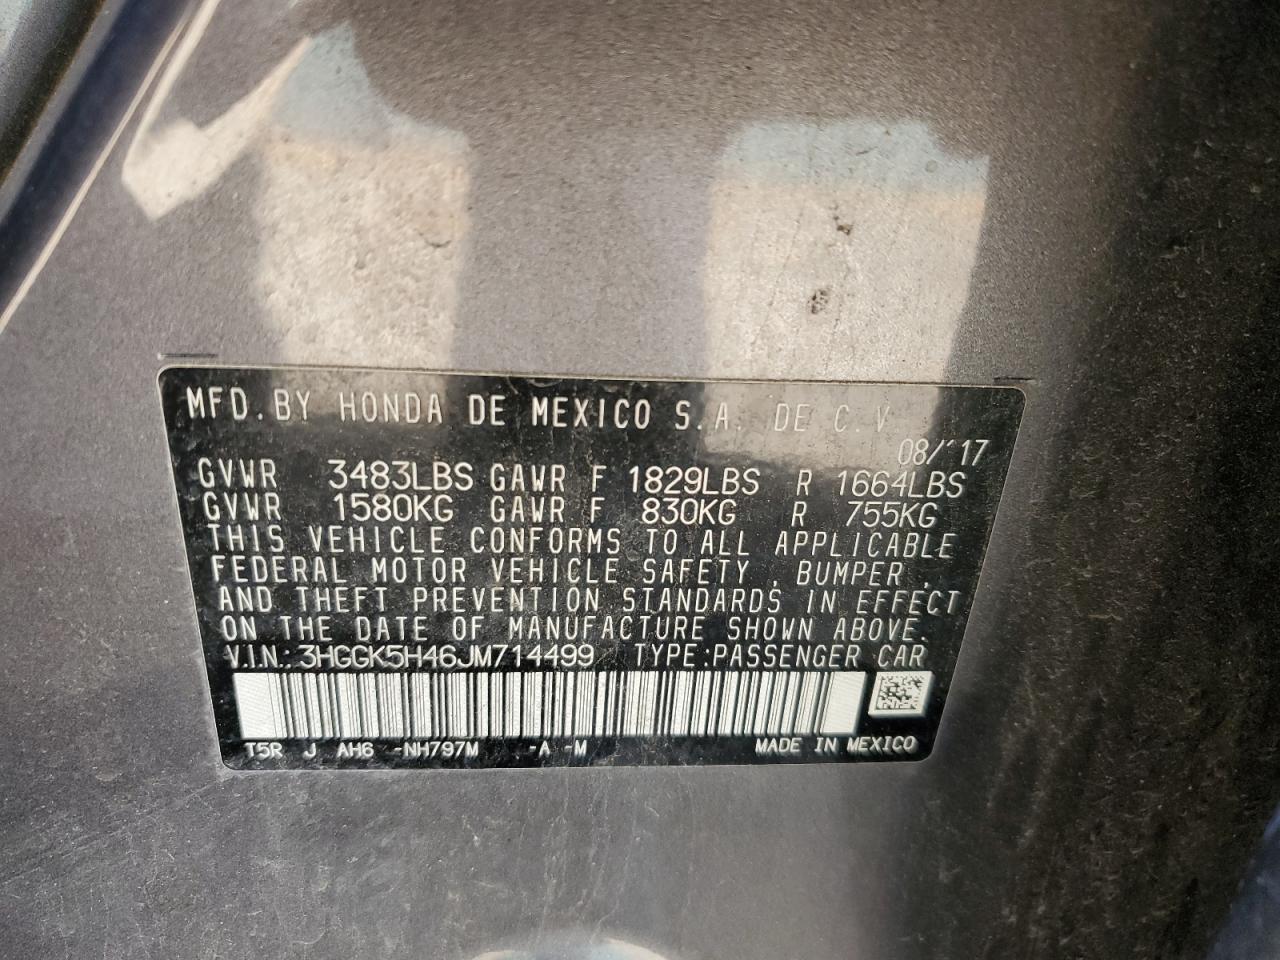 MFD. BY HONDA DE MEXICO S.A. DE C.V
08/'17
GVWR 3483LBS GAWR F 1829LBS R 1664LBS
GVWR 1580KG GAWR F 830KG R 755KG
THIS VEHICLE CONFORMS TO ALL APPLICABLE
FEDERAL MOTOR VEHICLE SAFETY, BUMPER,
AND THEFT PREVENTION STANDARDS IN EFFECT
ON THE DATE OF MANUFACTURE SHOWN ABOVE.
V.I.N.: 3HGGK5H46JM714499 TYPE:PASSENGER CAR
T5R J AH6 -NH797M -A -M MADE IN MEXICO